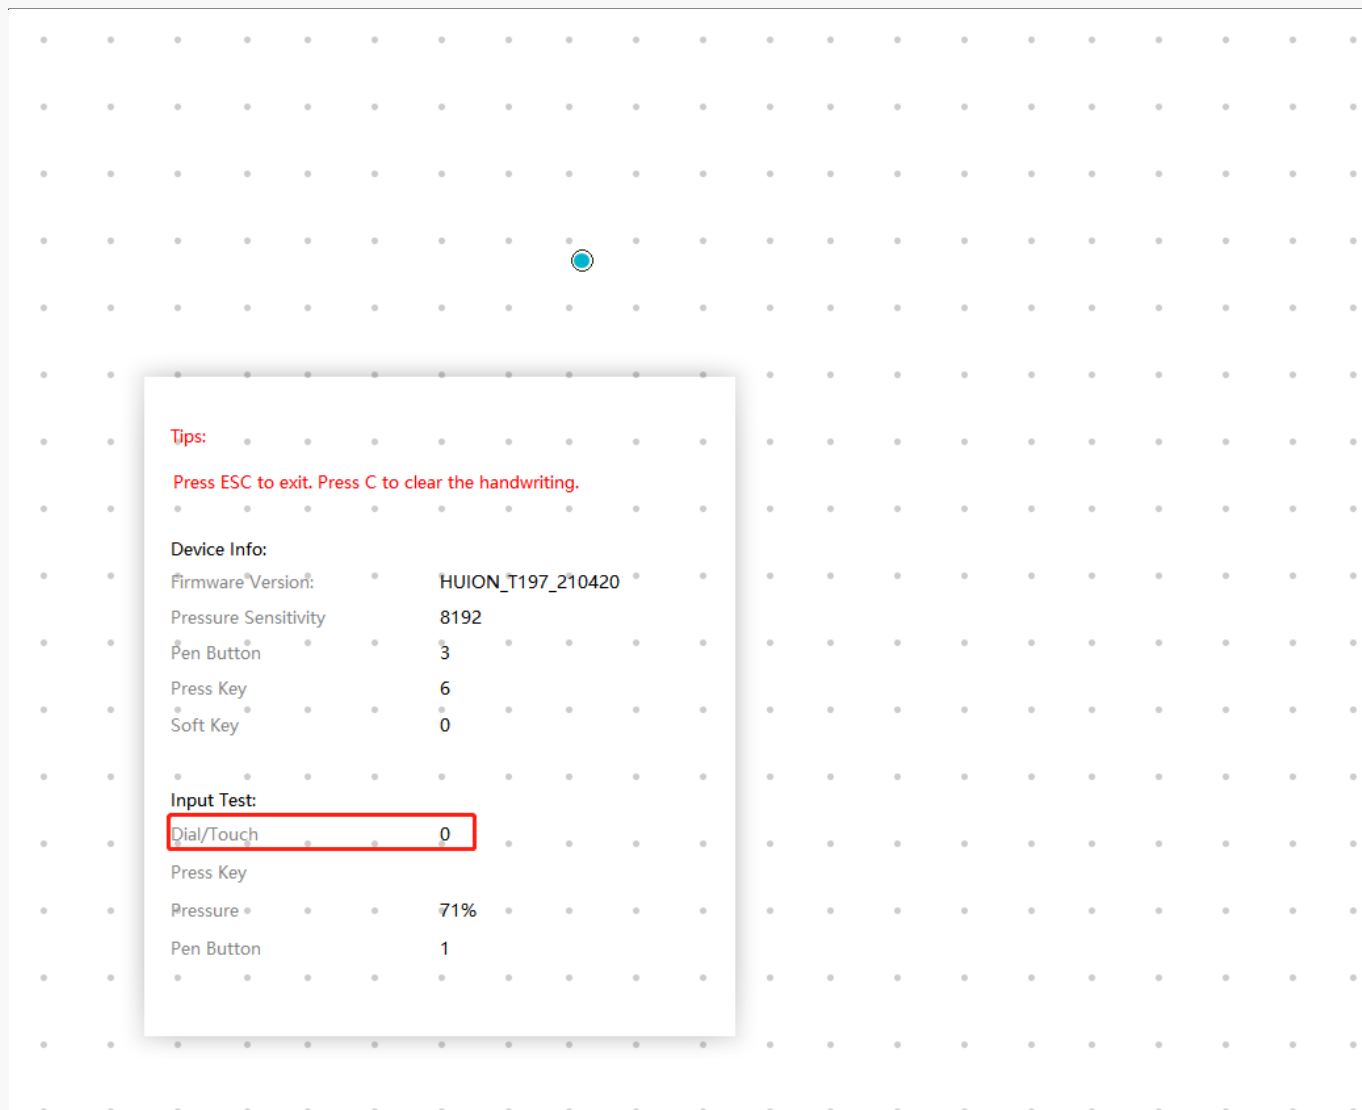 Tips:
Press ESC to exit. Press C to clear the handwriting.
Device Info:
Firmware Version: HUION_T197_210420
Pressure Sensitivity 8192
Pen Button 3
Press Key 6
Soft Key 0
Input Test:
Dial/Touch 0
Press Key
Pressure 71%
Pen Button 1